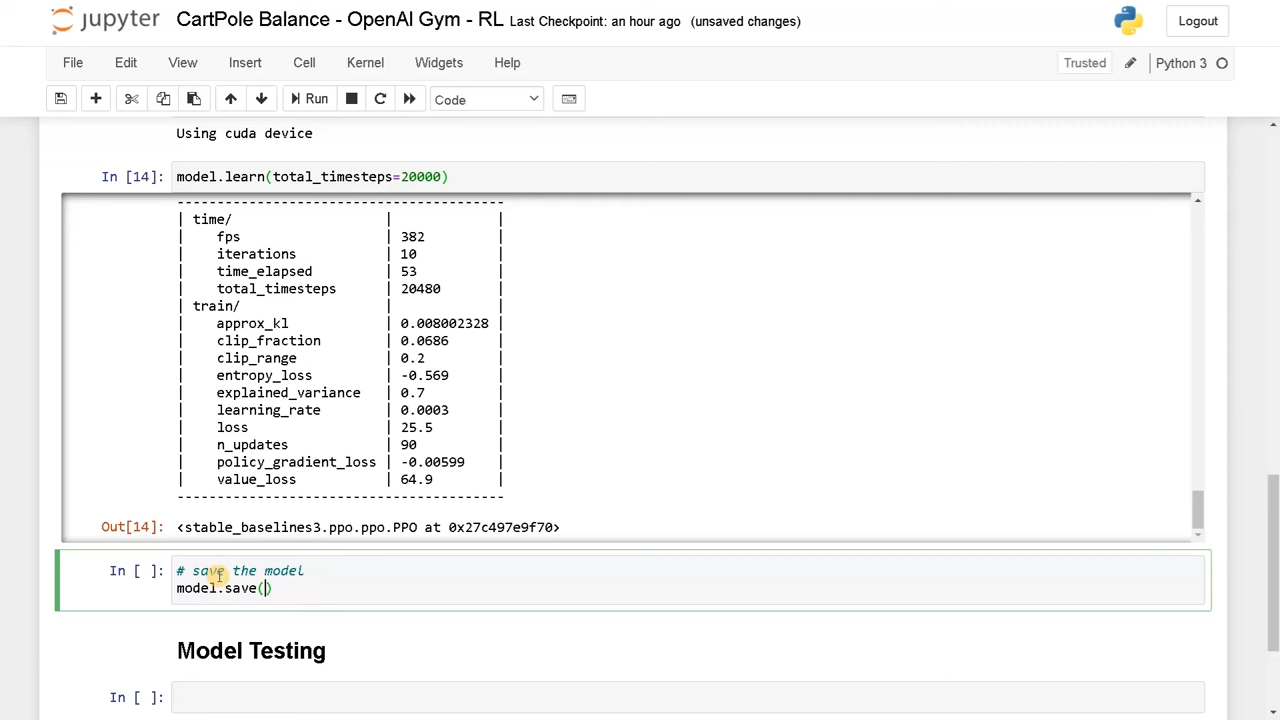 jupyter CartPole Balance - OpenAI Gym - RL Last Checkpoint: an hour ago (unsaved changes) Logout
File Edit View Insert Cell Kernel Widgets Help Trusted Python 3
Run Code
Using cuda device
In [14]: model.learn(total_timesteps=20000)
----------------------------------------
| time/ | |
| fps | 382 |
| iterations | 10 |
| time_elapsed | 53 |
| total_timesteps | 20480 |
| train/ | |
| approx_kl | 0.008002328 |
| clip_fraction | 0.0686 |
| clip_range | 0.2 |
| entropy_loss | -0.569 |
| explained_variance | 0.7 |
| learning_rate | 0.0003 |
| loss | 25.5 |
| n_updates | 90 |
| policy_gradient_loss | -0.00599 |
| value_loss | 64.9 |
----------------------------------------
Out[14]: <stable_baselines3.ppo.ppo.PPO at 0x27c497e9f70>
In [ ]: # save the model
model.save()
Model Testing
In [ ]: